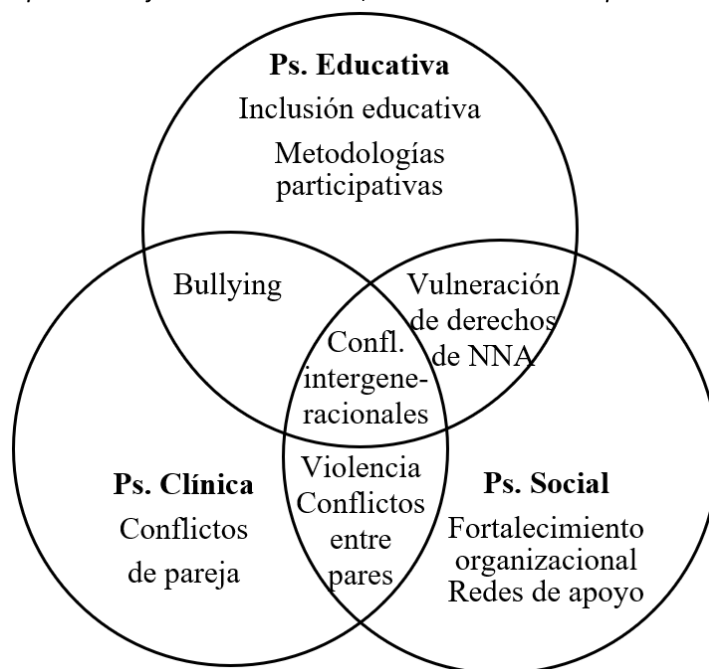 Ps. Educativa
Inclusión educativa
Metodologías
participativas
Bullying
Vulneración
de derechos
de NNA
Confl.
intergene-
racionales
Ps. Clínica
Conflictos
de pareja
Violencia
Conflictos
entre
pares
Ps. Social
Fortalecimiento
organizacional
Redes de apoyo